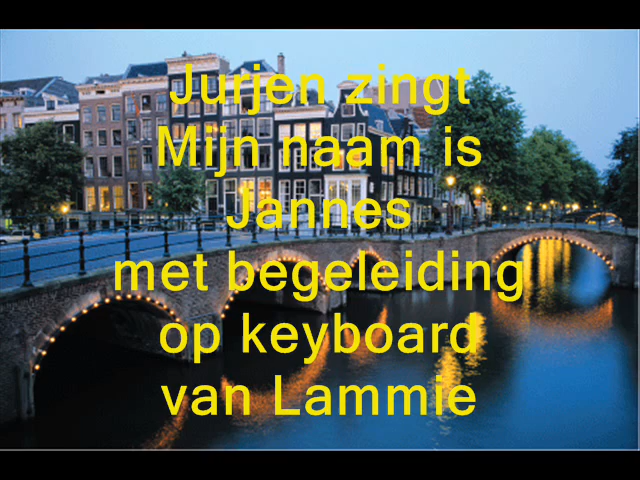 Jurjen zingt
Mijn naam is
Jannes
met begeleiding
op keyboard
van Lammie